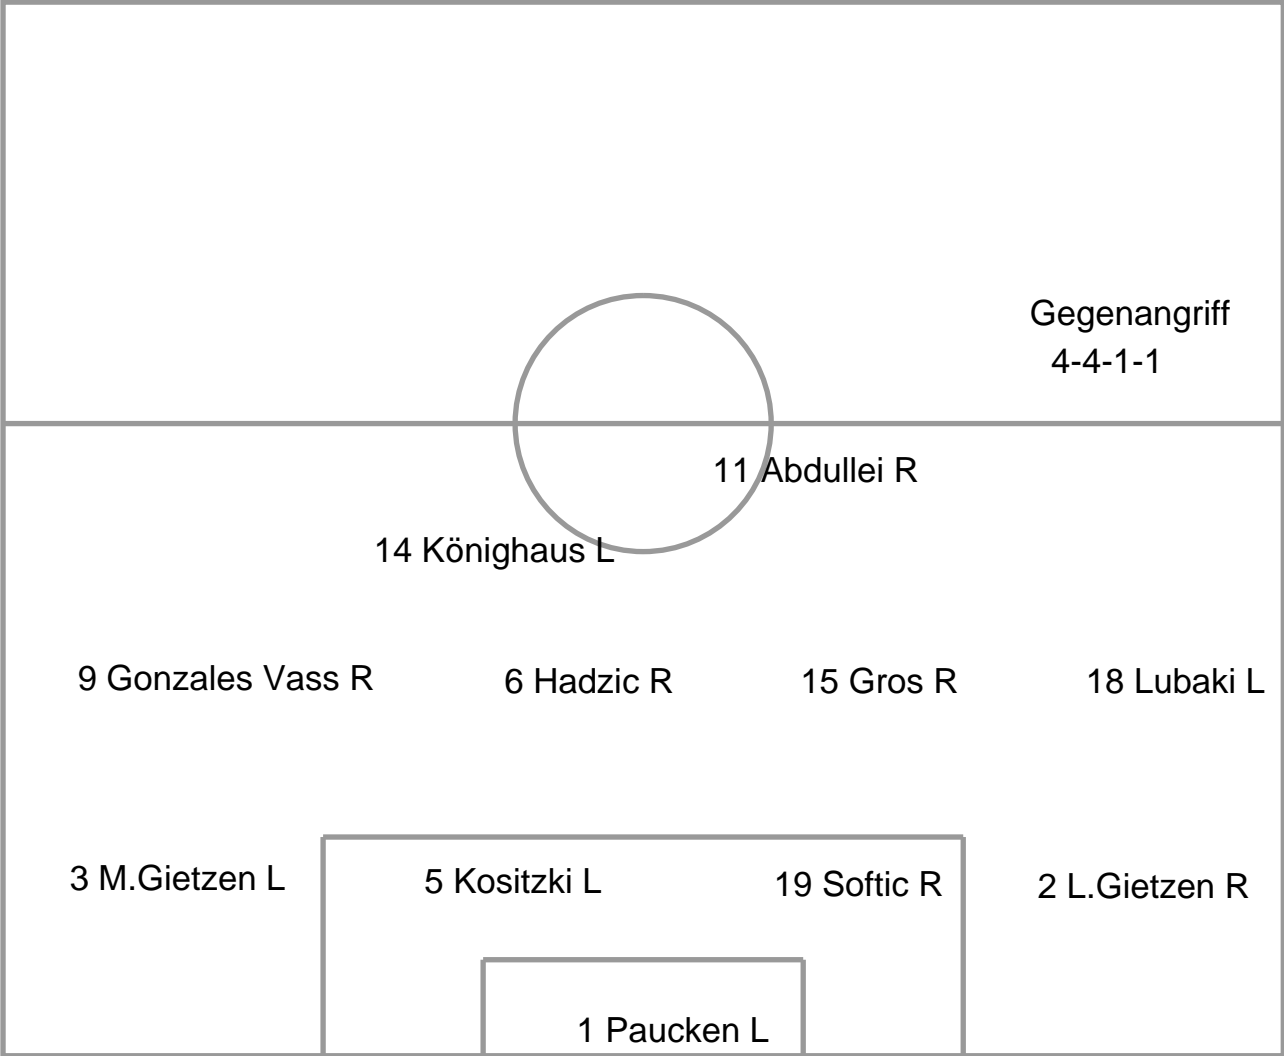 Gegenangriff
4-4-1-1
11 Abdullei R
14 Könighaus L
9 Gonzales Vass R
6 Hadzic R
15 Gros R
18 Lubaki L
3 M.Gietzen L
5 Kositzki L
19 Softic R
2 L.Gietzen R
1 Paucken L